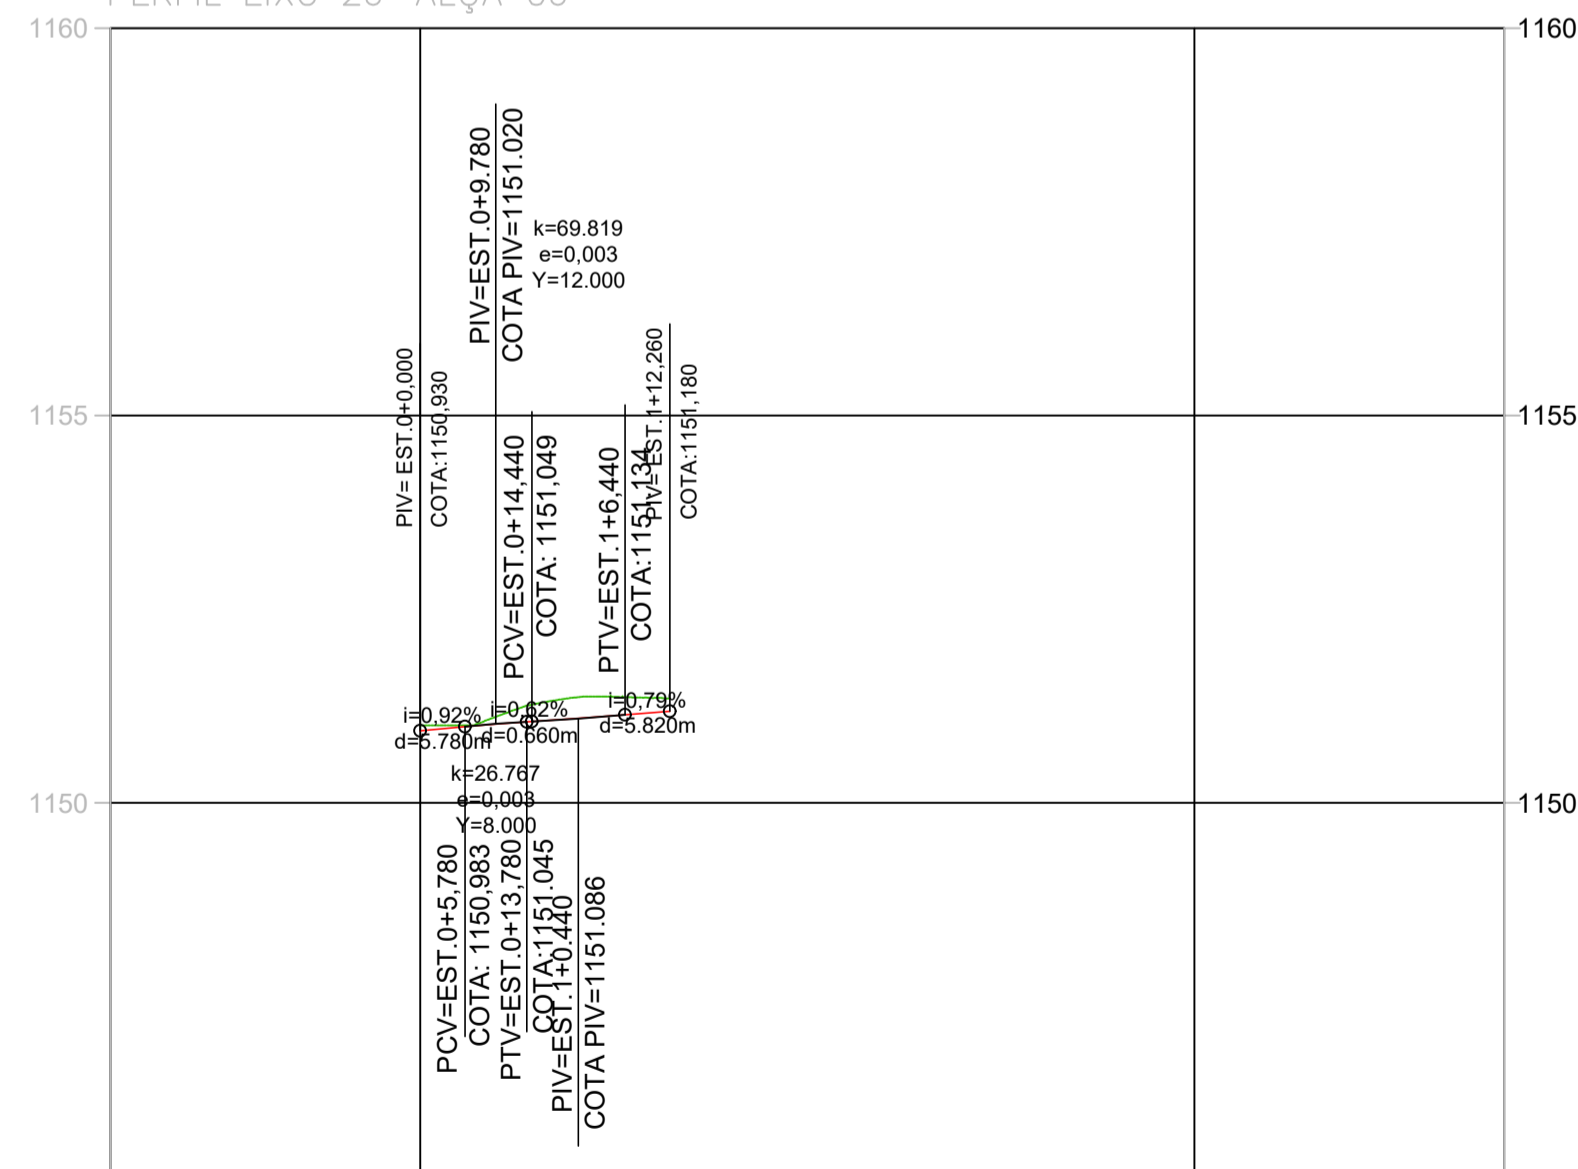 1160
1160
PIV=EST.0+9.780
COTA PIV=1151.020
k=69.819
e=0,003
Y=12.000
PIV= EST.0+0,000
COTA:1150,930
PIV= EST.1+12,260
COTA:1151,180
1155
1155
PCV=EST.0+14,440
COTA: 1151,049
PTV=EST.1+6,440
COTA:1151,134
i=0,92%
d=5.780m
i=0,62%
d=0.660m
i=0,79%
d=5.820m
k=26.767
e=0,003
Y=8.000
1150
1150
PCV=EST.0+5,780
COTA: 1150,983
PTV=EST.0+13,780
COTA:1151.045
PIV=EST.1+0.440
COTA PIV=1151.086